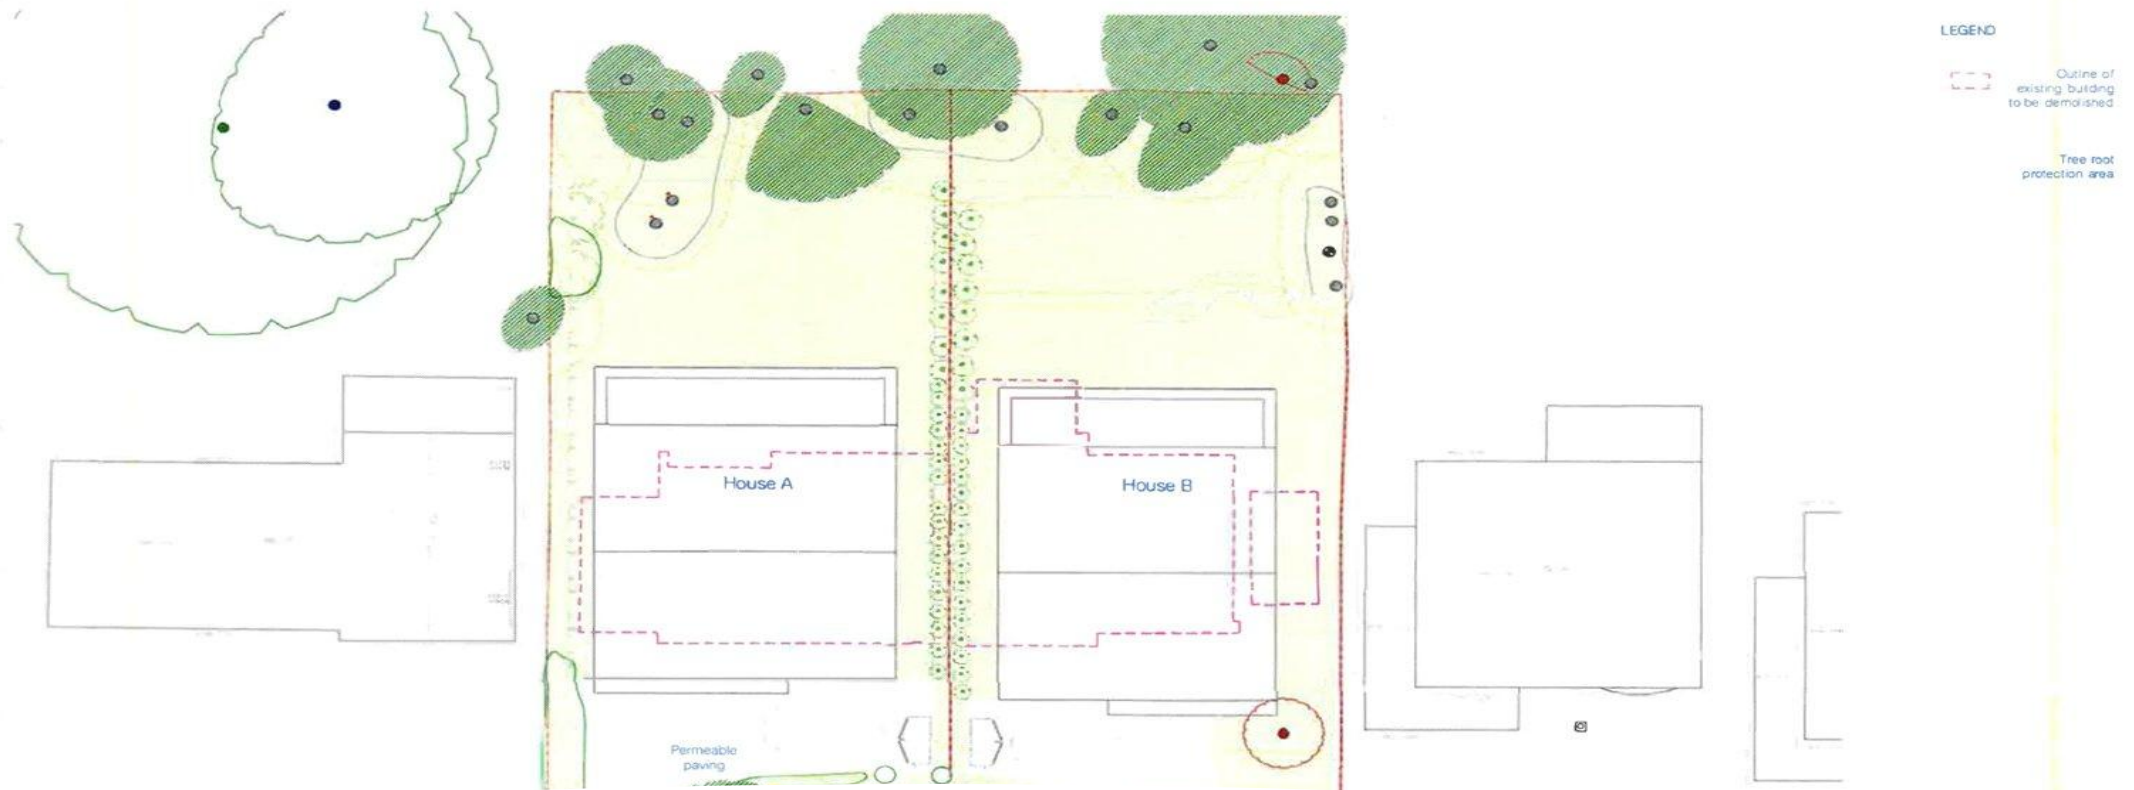 LEGEND
Outline of
existing building
to be demolished
Tree root
protection area
House A
House B
Permeable
paving